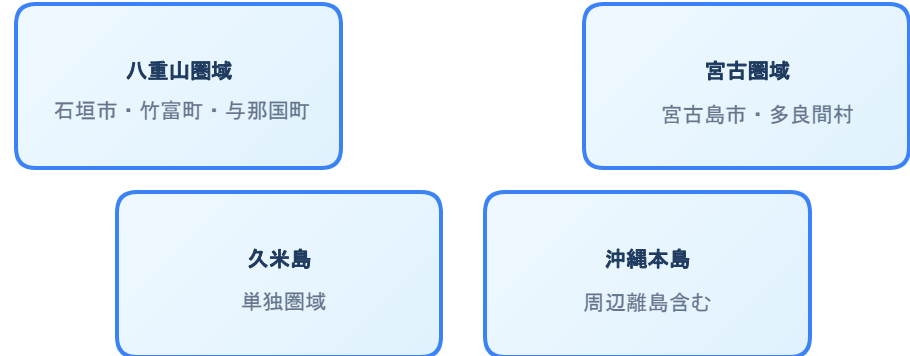 八重山圏域
石垣市・竹富町・与那国町
宮古圏域
宮古島市・多良間村
久米島
単独圏域
沖縄本島
周辺離島含む